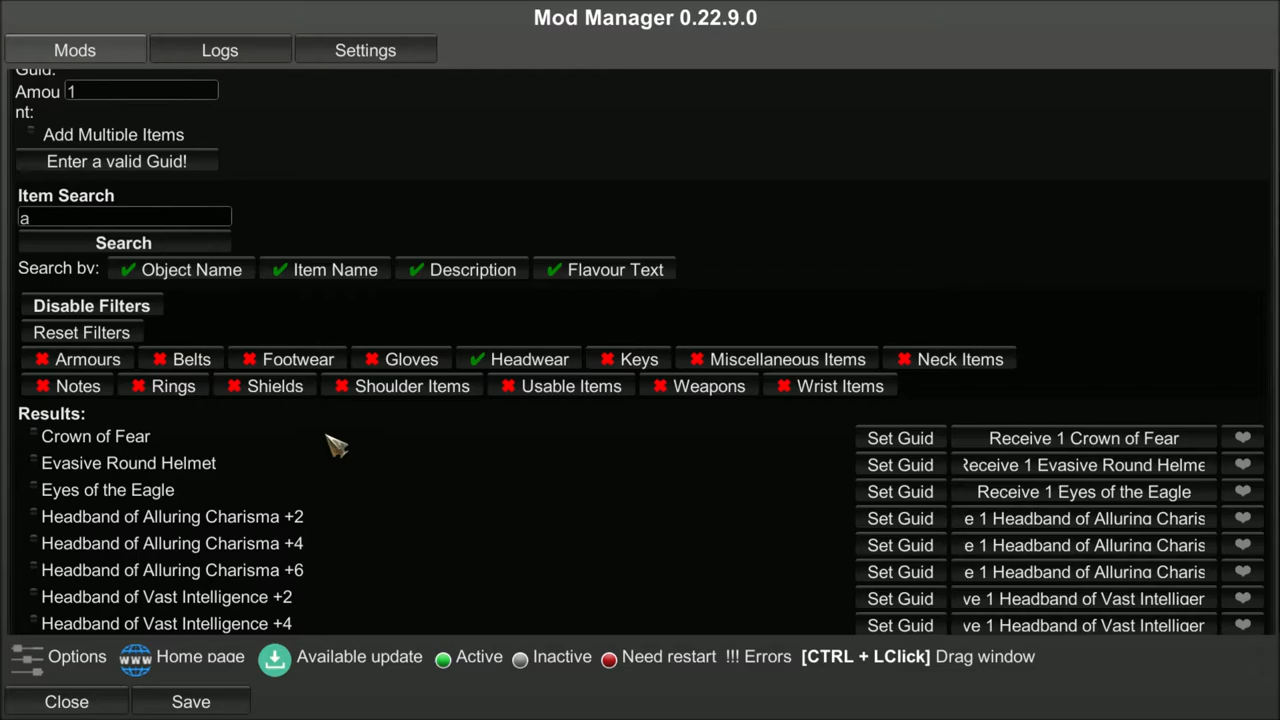 Mod Manager 0.22.9.0
Mods Logs Settings
Guid:
Amou 1
nt:
Add Multiple Items
Enter a valid Guid!
Item Search
a
Search
Search by: ✔ Object Name ✔ Item Name ✔ Description ✔ Flavour Text
Disable Filters
Reset Filters
✖ Armours ✖ Belts ✖ Footwear ✖ Gloves ✔ Headwear ✖ Keys ✖ Miscellaneous Items ✖ Neck Items
✖ Notes ✖ Rings ✖ Shields ✖ Shoulder Items ✖ Usable Items ✖ Weapons ✖ Wrist Items
Results:
Crown of Fear Set Guid Receive 1 Crown of Fear ❤
Evasive Round Helmet Set Guid Receive 1 Evasive Round Helme ❤
Eyes of the Eagle Set Guid Receive 1 Eyes of the Eagle ❤
Headband of Alluring Charisma +2 Set Guid e 1 Headband of Alluring Charis ❤
Headband of Alluring Charisma +4 Set Guid e 1 Headband of Alluring Charis ❤
Headband of Alluring Charisma +6 Set Guid e 1 Headband of Alluring Charis ❤
Headband of Vast Intelligence +2 Set Guid ve 1 Headband of Vast Intelliger ❤
Headband of Vast Intelligence +4 Set Guid ve 1 Headband of Vast Intelliger ❤
Options www Home page Available update Active Inactive Need restart !!! Errors [CTRL + LClick] Drag window
Close Save